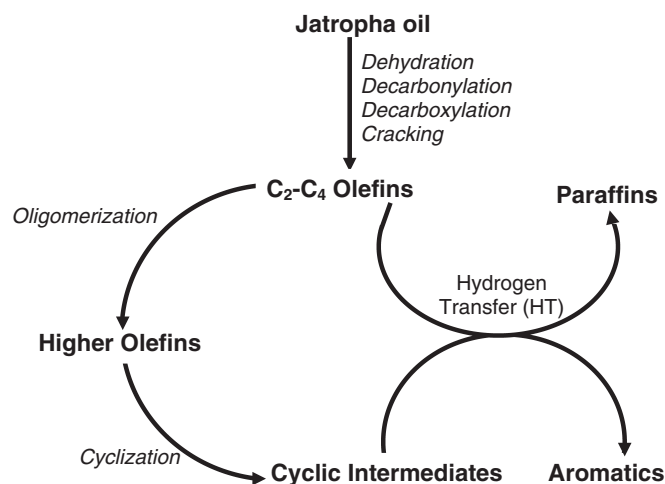 Jatropha oil
Dehydration
Decarbonylation
Decarboxylation
Cracking
C₂-C₄ Olefins
Paraffins
Oligomerization
Hydrogen
Transfer (HT)
Higher Olefins
Cyclization
Cyclic Intermediates
Aromatics